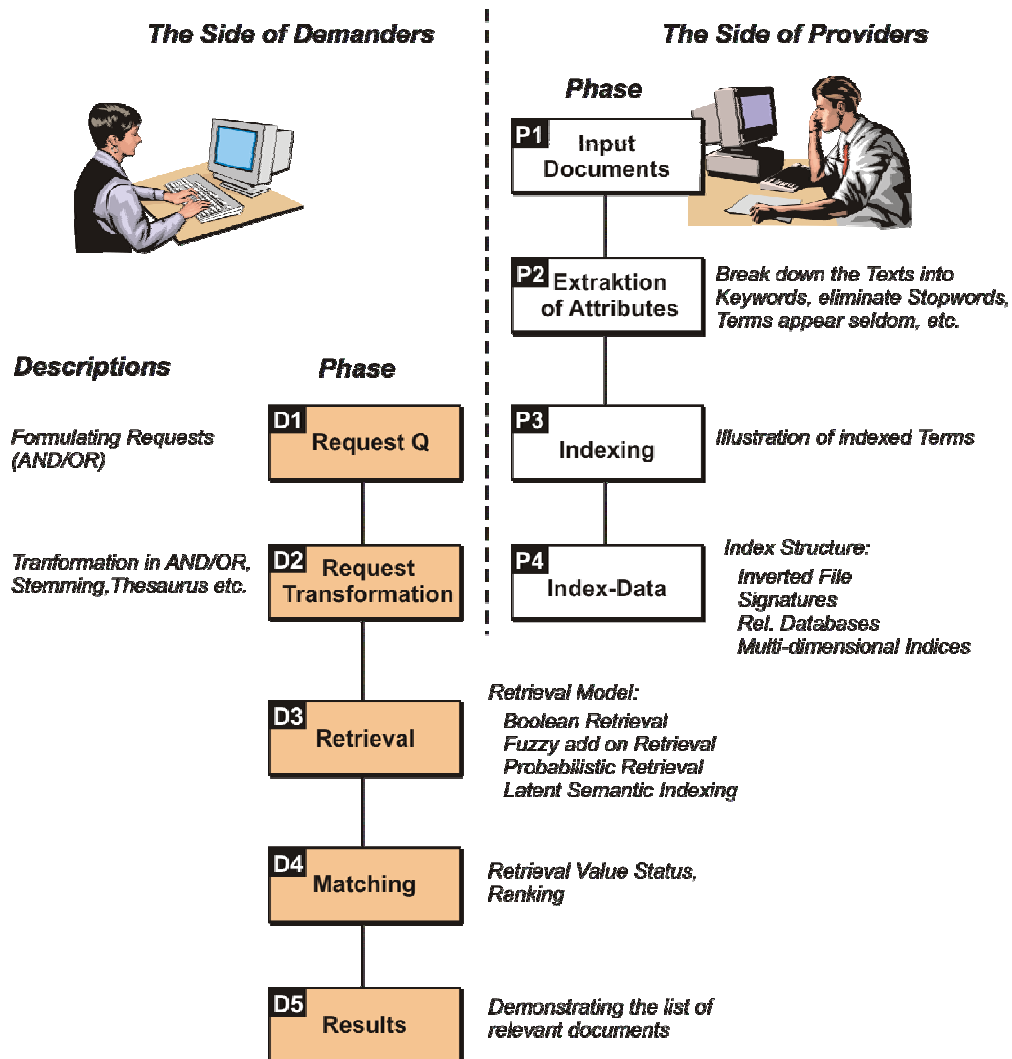 The Side of Demanders
The Side of Providers
Phase
P1
Input
Documents
P2
Extraktion
of Attributes
Break down the Texts into
Keywords, eliminate Stopwords,
Terms appear seldom, etc.
Descriptions
Phase
D1
Request Q
Formulating Requests
(AND/OR)
P3
Indexing
Illustration of indexed Terms
Tranformation in AND/OR,
Stemming,Thesaurus etc.
D2
Request
Transformation
P4
Index-Data
Index Structure:
Inverted File
Signatures
Rel. Databases
Multi-dimensional Indices
D3
Retrieval
Retrieval Model:
Boolean Retrieval
Fuzzy add on Retrieval
Probabilistic Retrieval
Latent Semantic Indexing
D4
Matching
Retrieval Value Status,
Ranking
D5
Results
Demonstrating the list of
relevant documents